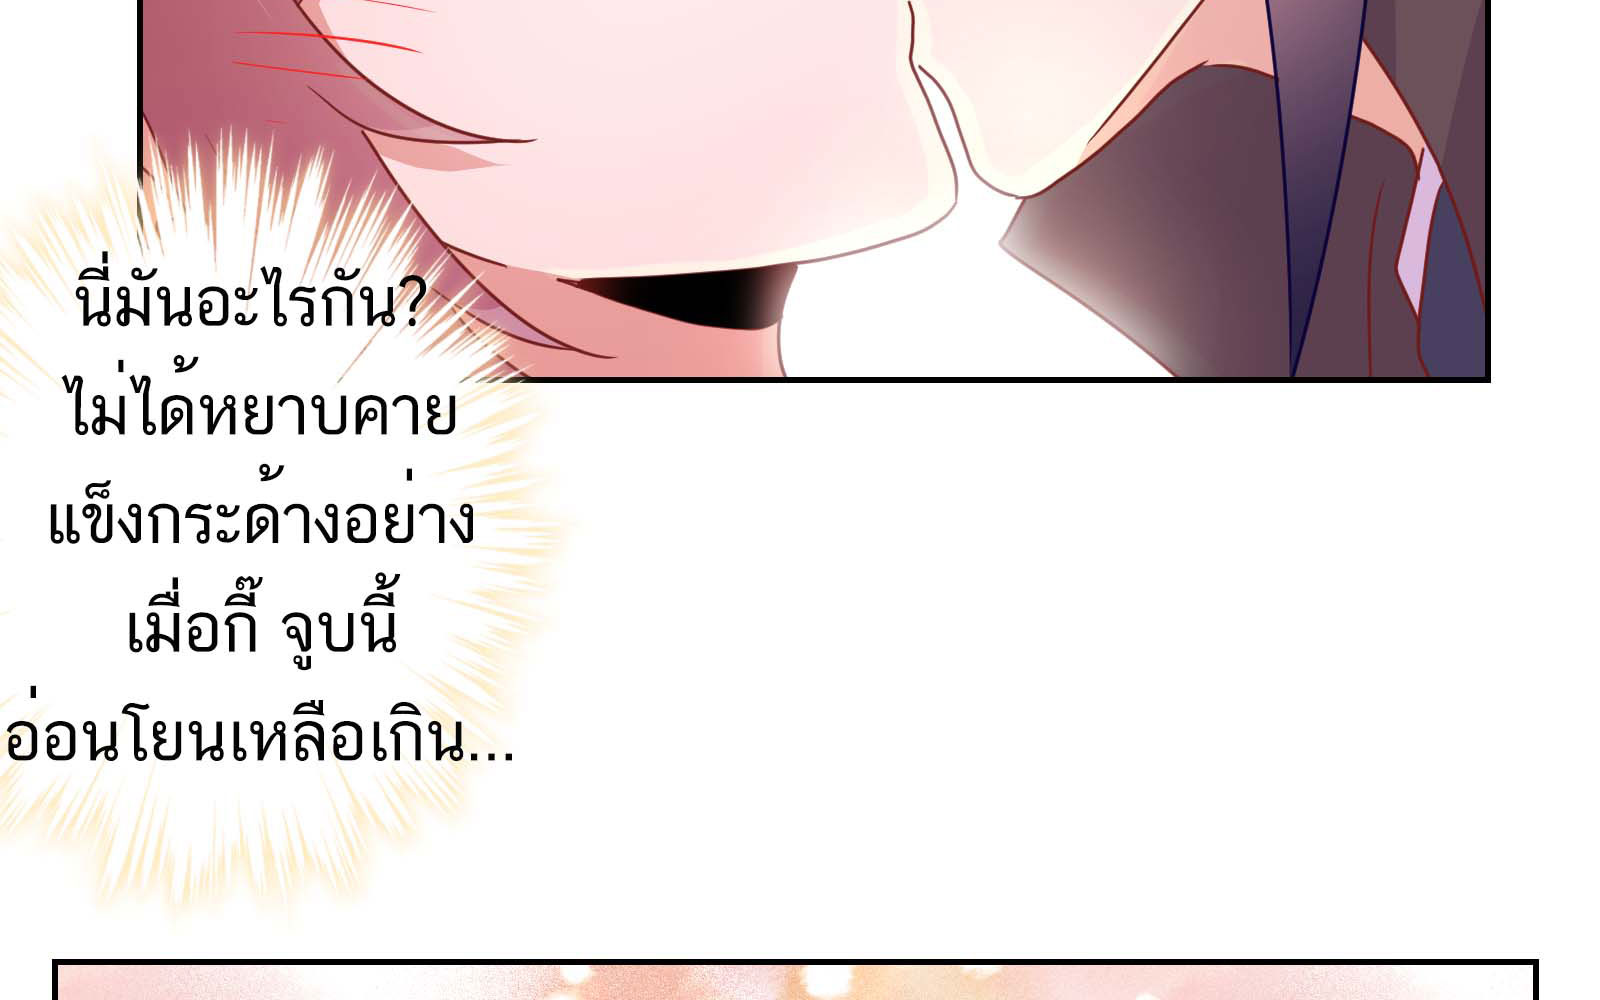 นี่มันอะไรกัน?
ไม่ได้หยาบคาย
แข็งกระด้างอย่าง
เมื่อกี๊ จูบนี้
อ่อนโยนเหลือเกิน...